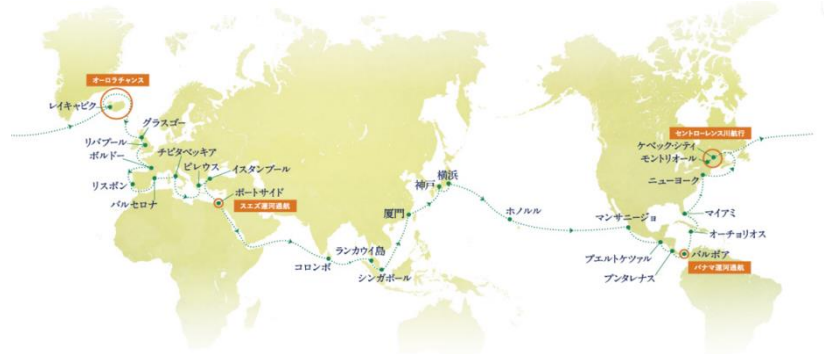 オーロラチャンス
レイキャビク
グラスゴー
リバプール
チビタベッキア
ボルドー
ピレウス
イスタンブール
リスボン
ポートサイド
バルセロナ
スエズ運河通航
コロンボ
ランカウイ島
シンガポール
厦門
神戸
横浜
ホノルル
セントローレンス川航行
ケベック・シティ
モントリオール
ニューヨーク
マイアミ
マンサニージョ
オーチョリオス
プエルトケツァル
バルボア
プンタレナス
パナマ運河通航